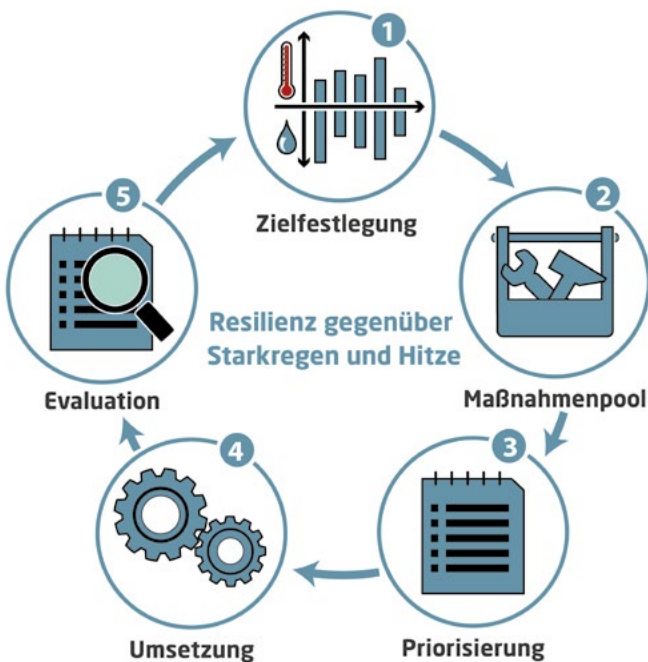 1
Zielfestlegung
2
Maßnahmenpool
3
Priorisierung
4
Umsetzung
5
Evaluation
Resilienz gegenüber
Starkregen und Hitze